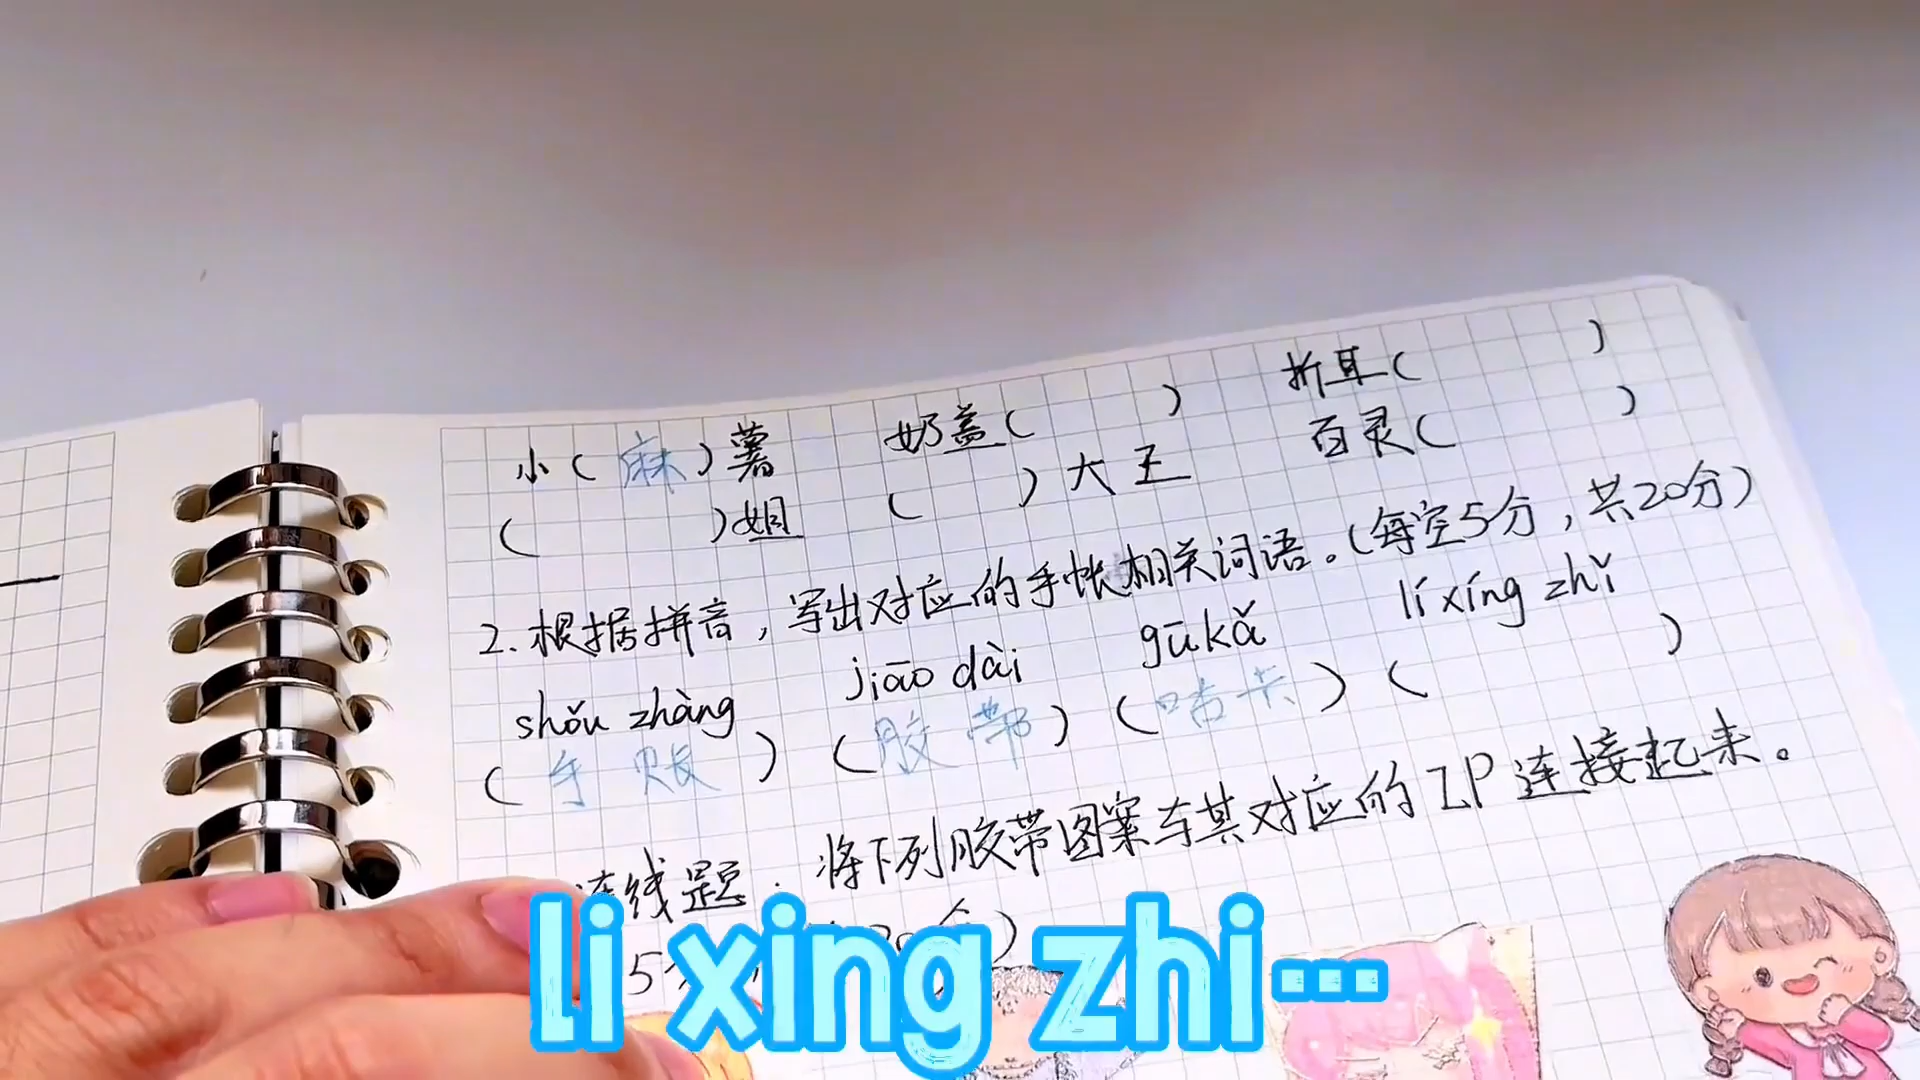 小(麻)薯 奶盖( ) 折耳( )
( )姐 ( )大王 百灵( )
2.根据拼音，写出对应的手帐相关词语。(每空5分，共20分)
shǒu zhàng jiāo dài gūkǎ lí xíng zhǐ
(手账) (胶带) (咕卡) ( )
连线题.将下列胶带图案与其对应的IP连接起来。
li xing zhi…